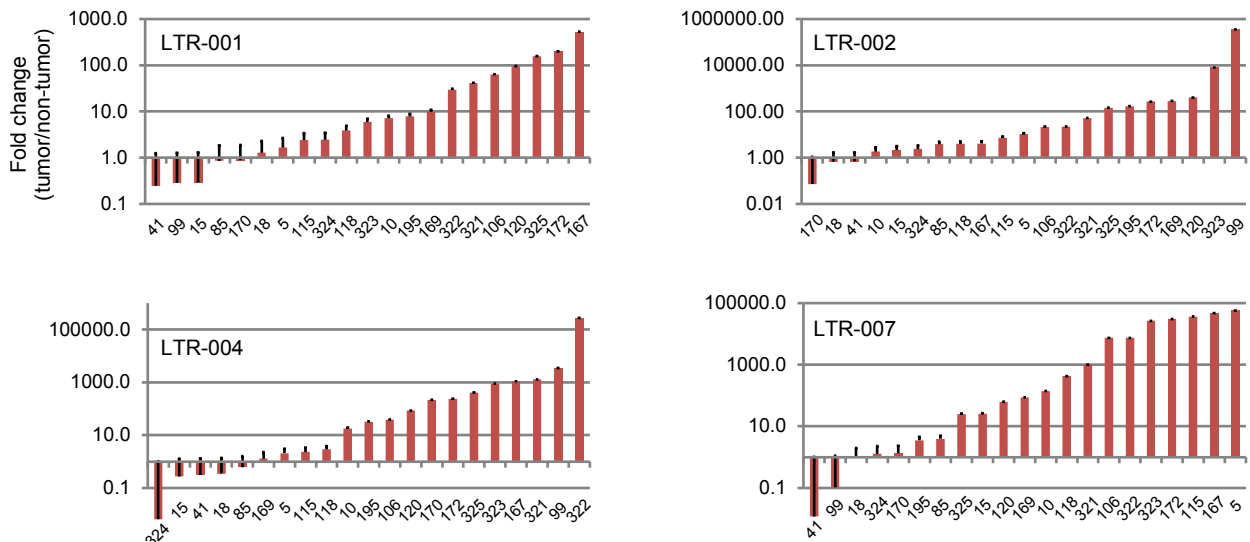 Fold change
(tumor/non-tumor)
LTR-001
1000.0
100.0
10.0
1.0
0.1
41 99 15 85 170 18 5 115 324 118 323 10 195 169 322 321 106 120 325 172 167
LTR-002
1000000.00
10000.00
100.00
1.00
0.01
170 18 41 10 15 324 85 118 167 115 5 106 322 321 325 195 172 169 120 323 99
LTR-004
100000.0
1000.0
10.0
0.1
324 15 41 18 85 169 5 115 118 10 195 106 120 170 172 325 323 167 321 99 322
LTR-007
100000.0
1000.0
10.0
0.1
41 99 18 324 170 195 85 325 15 120 169 10 118 321 106 322 323 172 115 167 5